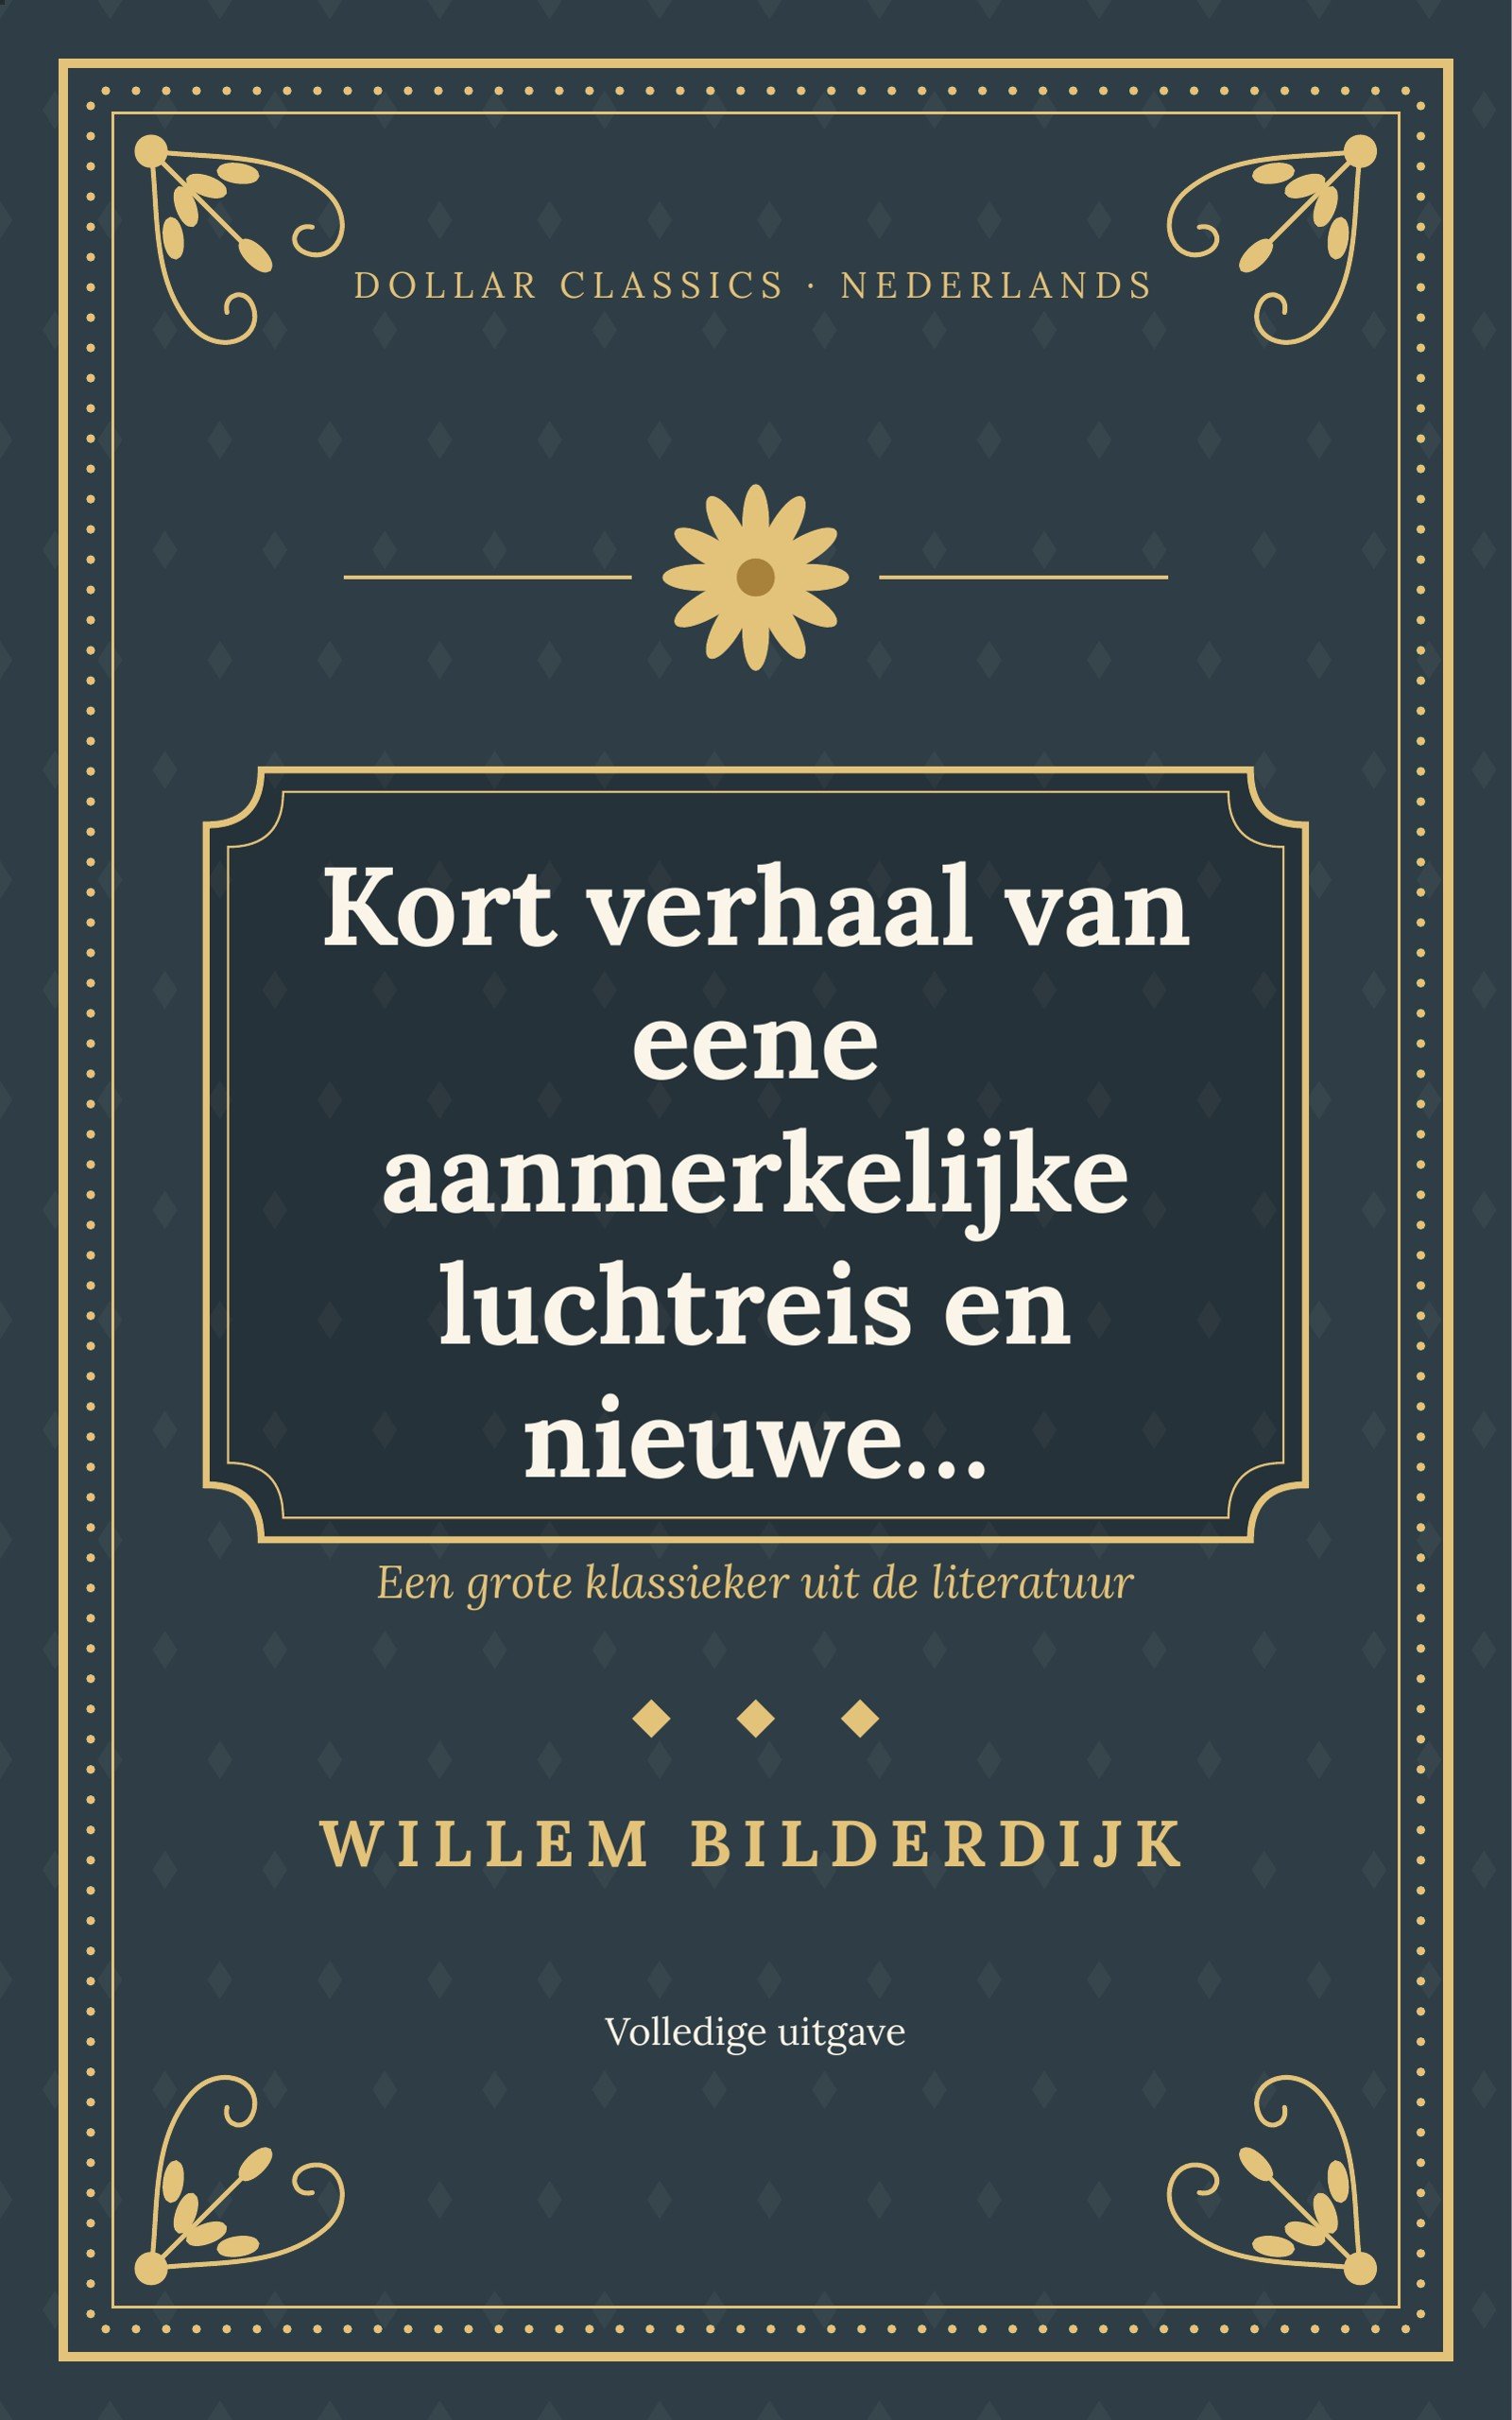 DOLLAR CLASSICS · NEDERLANDS
Kort verhaal van
eene
aanmerkelijke
luchtreis en
nieuwe...
Een grote klassieker uit de literatuur
WILLEM BILDERDIJK
Volledige uitgave